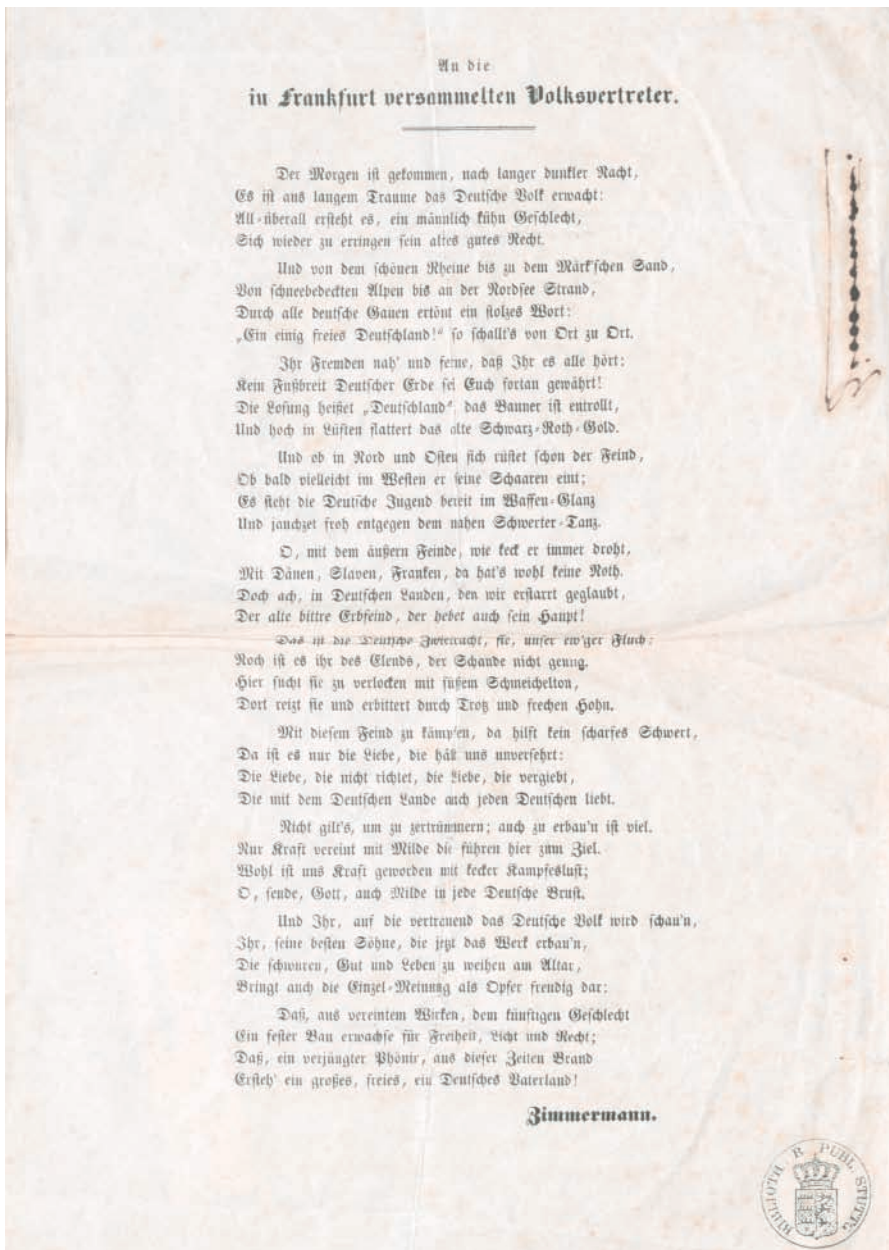 An die
in Frankfurt versammelten Volksvertreter.
Der Morgen ist gekommen, nach langer dunkler Nacht,
Es ist aus langem Traume das Deutsche Volk erwacht:
All-überall ersteht es, ein männlich kühn Geschlecht,
Sich wieder zu erringen sein altes gutes Recht.
Und von dem schönen Rheine bis zu dem Märk'schen Sand,
Von schneebedeckten Alpen bis an der Nordsee Strand,
Durch alle deutsche Gauen ertönt ein stolzes Wort:
„Ein einig freies Deutschland!" so schallt's von Ort zu Ort.
Ihr Fremden nah' und ferne, daß Ihr es alle hört:
Kein Fußbreit Deutscher Erde sei Euch fortan gewährt!
Die Losung heißet „Deutschland", das Banner ist entrollt,
Und hoch in Lüften flattert das alte Schwarz-Roth-Gold.
Und ob in Nord und Osten sich rüstet schon der Feind,
Ob bald vielleicht im Westen er seine Schaaren eint;
Es steht die Deutsche Jugend bereit im Waffen-Glanz
Und jauchzet froh entgegen dem nahen Schwerter-Tanz.
O, mit dem äußern Feinde, wie keck er immer droht,
Mit Dänen, Slaven, Franken, da hat's wohl keine Noth.
Doch ach, in Deutschen Landen, den wir erstarrt geglaubt,
Der alte bittre Erbfeind, der hebet auch sein Haupt!
Das ist die Deutsche Zwietracht, sie, unser ew'ger Fluch:
Noch ist es ihr des Elends, der Schande nicht genug.
Hier sucht sie zu verlocken mit süßem Schmeichelton,
Dort reizt sie und erbittert durch Trotz und frechen Hohn.
Mit diesem Feind zu kämpfen, da hilft kein scharfes Schwert,
Da ist es nur die Liebe, die hält uns unversehrt:
Die Liebe, die nicht richtet, die Liebe, die vergiebt,
Die mit dem Deutschen Lande auch jeden Deutschen liebt.
Nicht gilt's, um zu zertrümmern; auch zu erbau'n ist viel.
Nur Kraft vereint mit Milde die führen hier zum Ziel.
Wohl ist uns Kraft geworden mit kecker Kampfeslust;
O, sende, Gott, auch Milde in jede Deutsche Brust.
Und Ihr, auf die vertrauend das Deutsche Volk wird schau'n,
Ihr, seine besten Söhne, die jetzt das Werk erbau'n,
Die schwuren, Gut und Leben zu weihen am Altar,
Bringt auch die Einzel-Meinung als Opfer freudig dar:
Daß, aus vereintem Wirken, dem künftigen Geschlecht
Ein fester Bau erwachse für Freiheit, Licht und Recht;
Daß, ein verjüngter Phönix, aus dieser Zeiten Brand
Ersteh' ein großes, freies, ein Deutsches Vaterland!
Zimmermann.
BIBLIOTH. R. PUBL. STUTTG